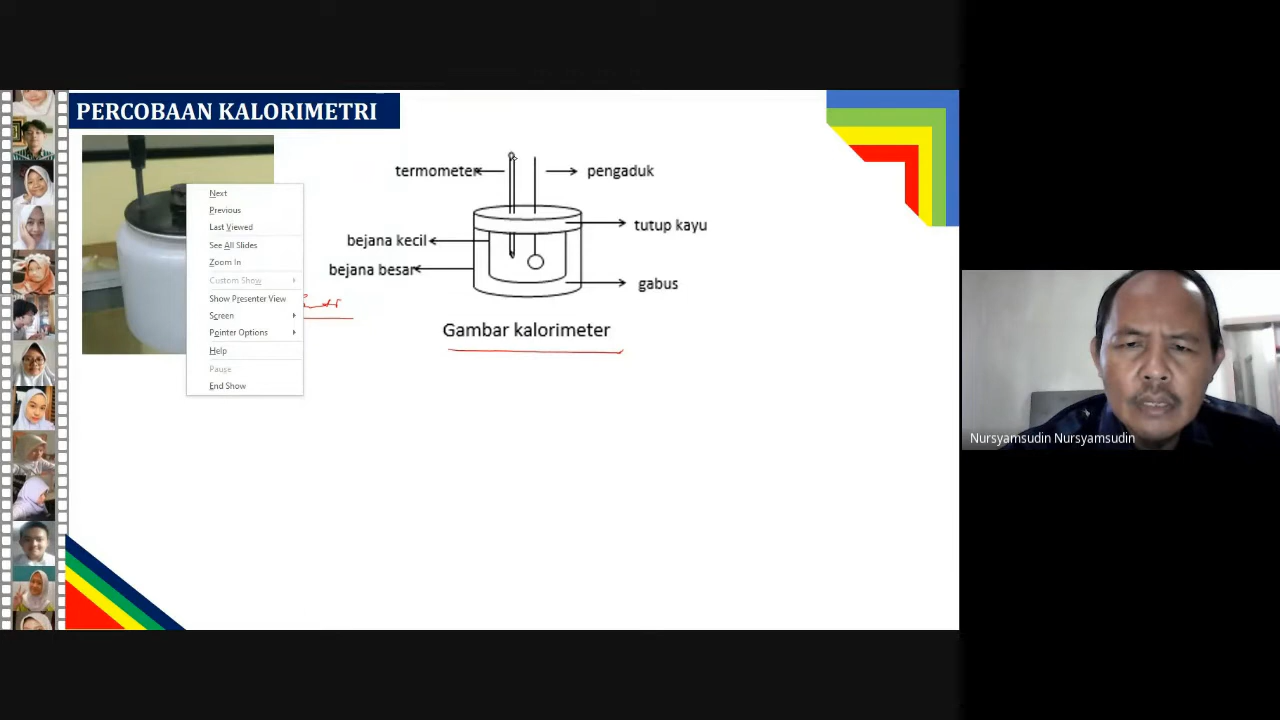 PERCOBAAN KALORIMETRI
termometer
pengaduk
tutup kayu
bejana kecil
bejana besar
gabus
Gambar kalorimeter
Next
Previous
Last Viewed
See All Slides
Zoom In
Custom Show
Show Presenter View
Screen
Pointer Options
Help
Pause
End Show
Nursyamsudin Nursyamsudin